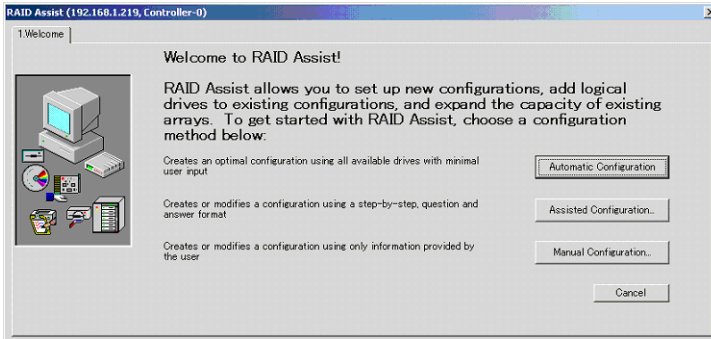 RAID Assist (192.168.1.219, Controller-0)
1.Welcome
Welcome to RAID Assist!
RAID Assist allows you to set up new configurations, add logical
drives to existing configurations, and expand the capacity of existing
arrays. To get started with RAID Assist, choose a configuration
method below:
Creates an optimal configuration using all available drives with minimal
user input
Automatic Configuration
Creates or modifies a configuration using a step-by-step, question and
answer format
Assisted Configuration...
Creates or modifies a configuration using only information provided by
the user
Manual Configuration...
Cancel